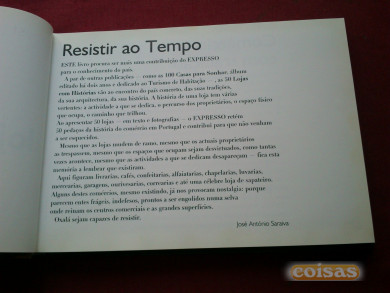 Resistir ao Tempo
ESTE livro procura ser mais uma contribuição do EXPRESSO
para o conhecimento do país.
A par de outras publicações — como as 100 Casas para Sonhar, álbum
editado há dois anos e dedicado ao Turismo de Habitação — , as 50 Lojas
com Histórias vão ao encontro do país concreto, das suas tradições,
da sua arquitectura, da sua história. A história de uma loja tem várias
vertentes: a actividade a que se dedica, o percurso dos proprietários, o espaço físico
que ocupa, o caminho que trilhou.
Ao apresentar 50 lojas — em texto e fotografias — o EXPRESSO retém
50 pedaços da história do comércio em Portugal e contribui para que não venham
a ser esquecidos.
Mesmo que as lojas mudem de ramo, mesmo que os actuais proprietários
as trespassem, mesmo que os espaços que ocupam sejam desvirtuados, como tantas
vezes acontece, mesmo que as actividades a que se dedicam desapareçam — fica esta
memória a lembrar que existiram.
Aqui figuram livrarias, cafés, confeitarias, alfaiatarias, chapelarias, luvarias,
mercearias, garagens, ourivesarias, cervejarias e até uma célebre loja de sapateiro.
Alguns destes comércios, mesmo existindo, já nos provocam nostalgia: porque
parecem entes frágeis, indefesos, prontos a ser engolidos numa selva
onde reinam os centros comerciais e as grandes superfícies.
Oxalá sejam capazes de resistir.
José António Saraiva
coisas